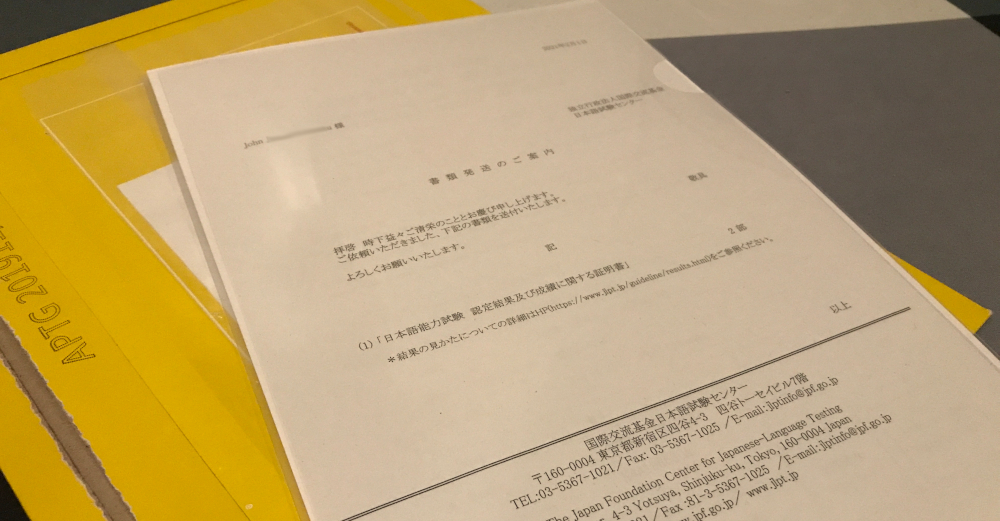 John 様
独立行政法人国際交流基金
日本語試験センター
書類発送のご案内
拝啓 時下益々ご清栄のこととお慶び申し上げます。
ご依頼いただきました、下記の書類を送付いたします。
よろしくお願いいたします。
敬具
記
(1)「日本語能力試験 認定結果及び成績に関する証明書」 2 部
*結果の見かたについての詳細はHP(https://www.jlpt.jp/guideline/results.html)をご参照ください。
以上
国際交流基金日本語試験センター
〒160-0004 東京都新宿区四谷4-3 四谷トーセイビル7階
TEL:03-5367-1021/Fax: 03-5367-1025 /E-mail:jlptinfo@jpf.go.jp
The Japan Foundation Center for Japanese-Language Testing
4-3 Yotsuya, Shinjuku-ku, Tokyo, 160-0004 Japan
/Fax :81-3-5367-1025 /E-mail:jlptinfo@jpf.go.jp
www.jlpt.jp
APTG 2019